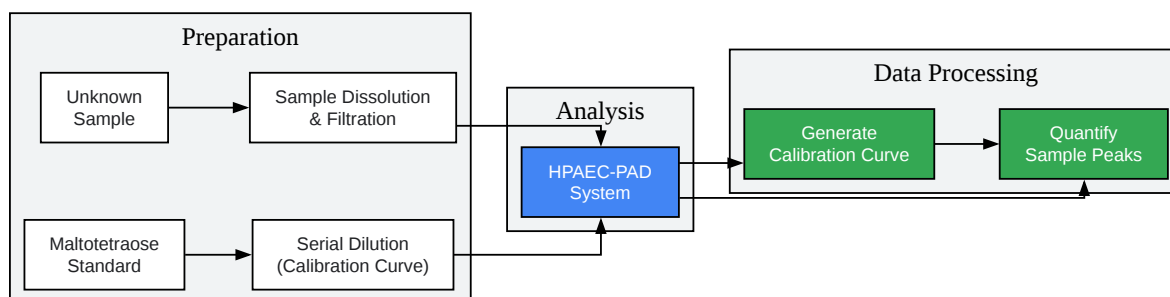 Preparation
Unknown
Sample
Sample Dissolution
& Filtration
Maltotetraose
Standard
Serial Dilution
(Calibration Curve)
Analysis
HPAEC-PAD
System
Data Processing
Generate
Calibration Curve
Quantify
Sample Peaks